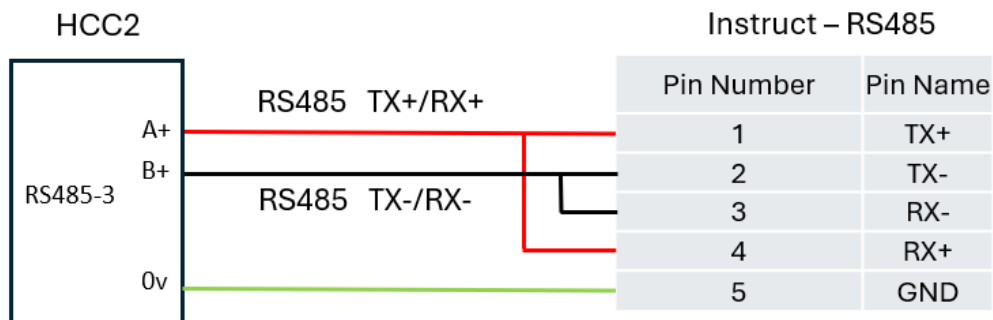 HCC2
Instruct – RS485
Pin Number Pin Name
RS485 TX+/RX+
A+
1 TX+
B+
2 TX-
RS485-3
RS485 TX-/RX-
3 RX-
4 RX+
0v
5 GND